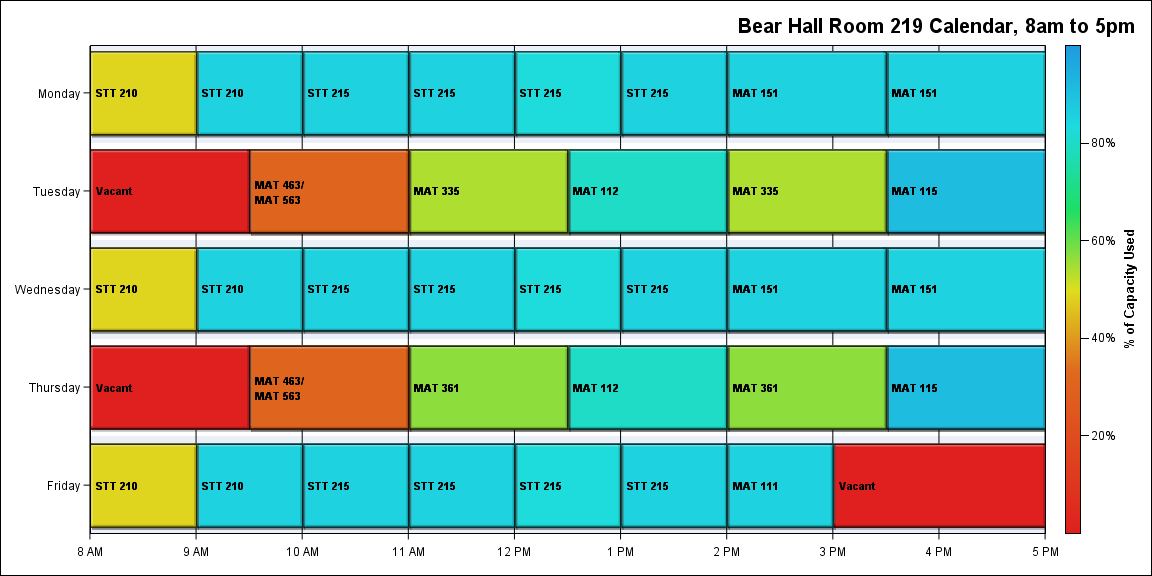 Bear Hall Room 219 Calendar, 8am to 5pm
Monday
STT 210
STT 210
STT 215
STT 215
STT 215
STT 215
MAT 151
MAT 151
Tuesday
Vacant
MAT 463/
MAT 563
MAT 335
MAT 112
MAT 335
MAT 115
Wednesday
STT 210
STT 210
STT 215
STT 215
STT 215
STT 215
MAT 151
MAT 151
Thursday
Vacant
MAT 463/
MAT 563
MAT 361
MAT 112
MAT 361
MAT 115
Friday
STT 210
STT 210
STT 215
STT 215
STT 215
STT 215
MAT 111
Vacant
8 AM
9 AM
10 AM
11 AM
12 PM
1 PM
2 PM
3 PM
4 PM
5 PM
80%
60%
40%
20%
% of Capacity Used